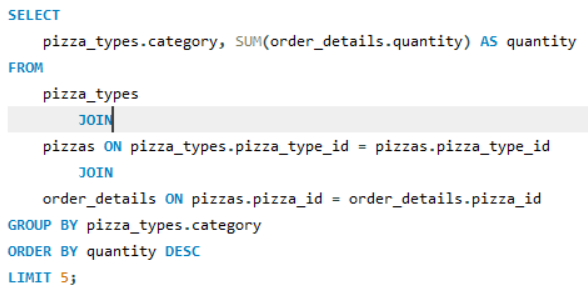 SELECT
    pizza_types.category, SUM(order_details.quantity) AS quantity
FROM
    pizza_types
        JOIN
    pizzas ON pizza_types.pizza_type_id = pizzas.pizza_type_id
        JOIN
    order_details ON pizzas.pizza_id = order_details.pizza_id
GROUP BY pizza_types.category
ORDER BY quantity DESC
LIMIT 5;